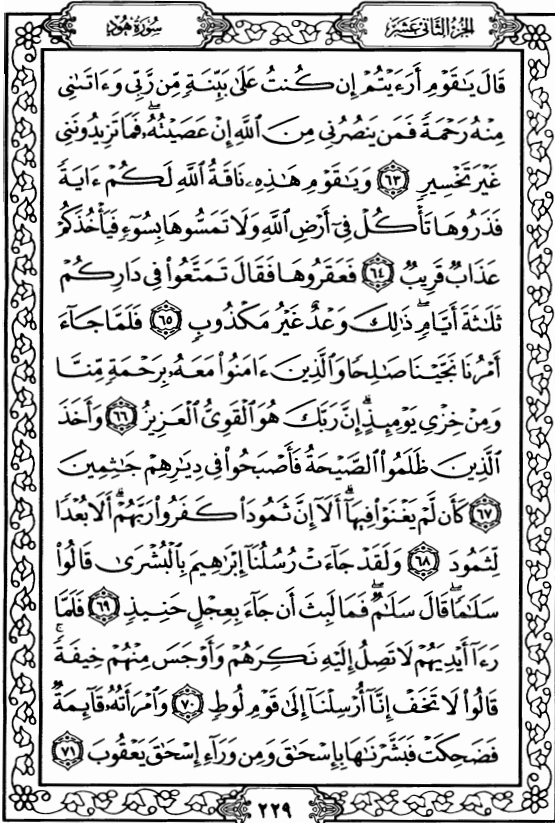 الجزء الثاني عشر
سورة هود
قَالَ يَٰقَوْمِ أَرَءَيْتُمْ إِن كُنتُ عَلَىٰ بَيِّنَةٍ مِّن رَّبِّى وَءَاتَىٰنِى
مِنْهُ رَحْمَةً فَمَن يَنصُرُنِى مِنَ ٱللَّهِ إِنْ عَصَيْتُهُۥۖ فَمَا تَزِيدُونَنِى
غَيْرَ تَخْسِيرٍ ٦٣ وَيَٰقَوْمِ هَٰذِهِۦ نَاقَةُ ٱللَّهِ لَكُمْ ءَايَةً
فَذَرُوهَا تَأْكُلْ فِىٓ أَرْضِ ٱللَّهِ وَلَا تَمَسُّوهَا بِسُوٓءٍ فَيَأْخُذَكُمْ
عَذَابٌ قَرِيبٌ ٦٤ فَعَقَرُوهَا فَقَالَ تَمَتَّعُوا۟ فِى دَارِكُمْ
ثَلَٰثَةَ أَيَّامٍۖ ذَٰلِكَ وَعْدٌ غَيْرُ مَكْذُوبٍ ٦٥ فَلَمَّا جَآءَ
أَمْرُنَا نَجَّيْنَا صَٰلِحًا وَٱلَّذِينَ ءَامَنُوا۟ مَعَهُۥ بِرَحْمَةٍ مِّنَّا
وَمِنْ خِزْىِ يَوْمِئِذٍۗ إِنَّ رَبَّكَ هُوَ ٱلْقَوِىُّ ٱلْعَزِيزُ ٦٦ وَأَخَذَ
ٱلَّذِينَ ظَلَمُوا۟ ٱلصَّيْحَةُ فَأَصْبَحُوا۟ فِى دِيَٰرِهِمْ جَٰثِمِينَ
٦٧ كَأَن لَّمْ يَغْنَوْا۟ فِيهَآۗ أَلَآ إِنَّ ثَمُودَا۟ كَفَرُوا۟ رَبَّهُمْۗ أَلَا بُعْدًا
لِّثَمُودَ ٦٨ وَلَقَدْ جَآءَتْ رُسُلُنَآ إِبْرَٰهِيمَ بِٱلْبُشْرَىٰ قَالُوا۟
سَلَٰمًاۖ قَالَ سَلَٰمٌۖ فَمَا لَبِثَ أَن جَآءَ بِعِجْلٍ حَنِيذٍ ٦٩ فَلَمَّا
رَءَآ أَيْدِيَهُمْ لَا تَصِلُ إِلَيْهِ نَكِرَهُمْ وَأَوْجَسَ مِنْهُمْ خِيفَةًۚ
قَالُوا۟ لَا تَخَفْ إِنَّآ أُرْسِلْنَآ إِلَىٰ قَوْمِ لُوطٍ ٧٠ وَٱمْرَأَتُهُۥ قَآئِمَةٌ
فَضَحِكَتْ فَبَشَّرْنَٰهَا بِإِسْحَٰقَ وَمِن وَرَآءِ إِسْحَٰقَ يَعْقُوبَ ٧١
٢٢٩